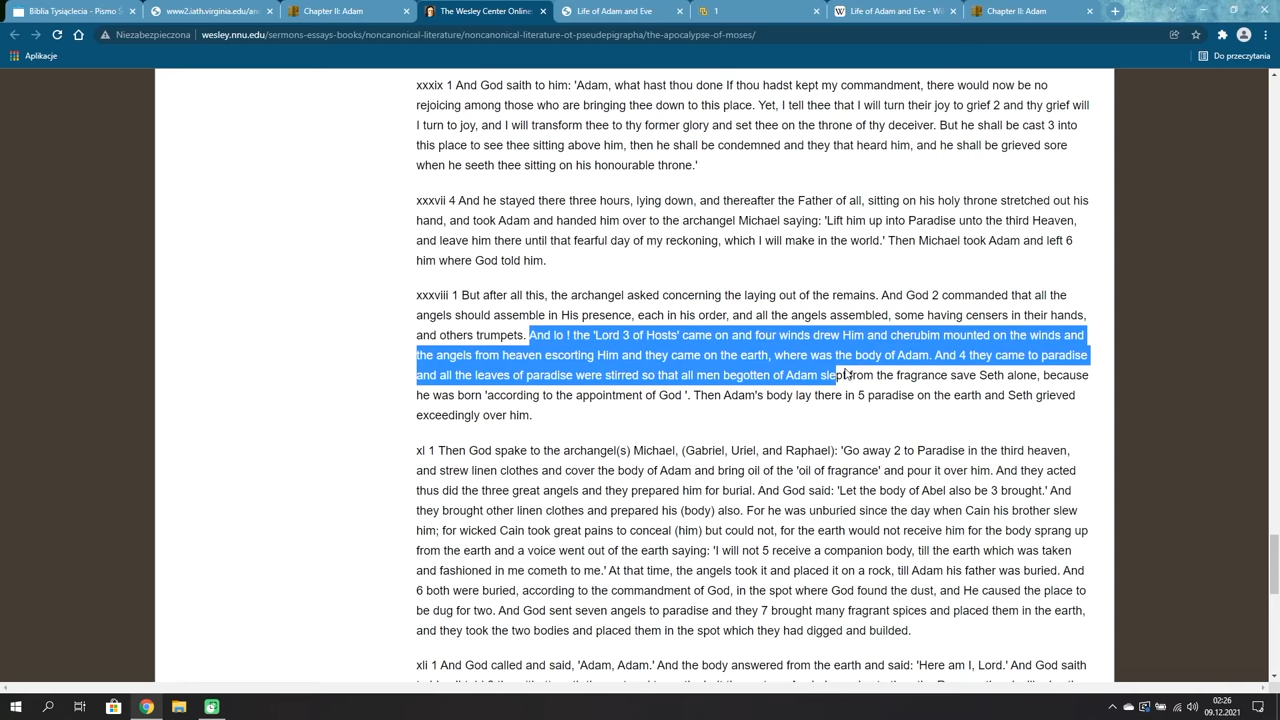 Biblia Tysiąclecia - Pismo Ś
www2.iath.virginia.edu/an
Chapter II: Adam
The Wesley Center Online:
Life of Adam and Eve
1
Life of Adam and Eve - Wi
Chapter II: Adam
Niezabezpieczona | wesley.nnu.edu/sermons-essays-books/noncanonical-literature/noncanonical-literature-ot-pseudepigrapha/the-apocalypse-of-moses/
Aplikacje
Do przeczytania
xxxix 1 And God saith to him: 'Adam, what hast thou done If thou hadst kept my commandment, there would now be no
rejoicing among those who are bringing thee down to this place. Yet, I tell thee that I will turn their joy to grief 2 and thy grief will
I turn to joy, and I will transform thee to thy former glory and set thee on the throne of thy deceiver. But he shall be cast 3 into
this place to see thee sitting above him, then he shall be condemned and they that heard him, and he shall be grieved sore
when he seeth thee sitting on his honourable throne.'
xxxvii 4 And he stayed there three hours, lying down, and thereafter the Father of all, sitting on his holy throne stretched out his
hand, and took Adam and handed him over to the archangel Michael saying: 'Lift him up into Paradise unto the third Heaven,
and leave him there until that fearful day of my reckoning, which I will make in the world.' Then Michael took Adam and left 6
him where God told him.
xxxviii 1 But after all this, the archangel asked concerning the laying out of the remains. And God 2 commanded that all the
angels should assemble in His presence, each in his order, and all the angels assembled, some having censers in their hands,
and others trumpets. And lo ! the 'Lord 3 of Hosts' came on and four winds drew Him and cherubim mounted on the winds and
the angels from heaven escorting Him and they came on the earth, where was the body of Adam. And 4 they came to paradise
and all the leaves of paradise were stirred so that all men begotten of Adam slept from the fragrance save Seth alone, because
he was born 'according to the appointment of God '. Then Adam's body lay there in 5 paradise on the earth and Seth grieved
exceedingly over him.
xl 1 Then God spake to the archangel(s) Michael, (Gabriel, Uriel, and Raphael): 'Go away 2 to Paradise in the third heaven,
and strew linen clothes and cover the body of Adam and bring oil of the 'oil of fragrance' and pour it over him. And they acted
thus did the three great angels and they prepared him for burial. And God said: 'Let the body of Abel also be 3 brought.' And
they brought other linen clothes and prepared his (body) also. For he was unburied since the day when Cain his brother slew
him; for wicked Cain took great pains to conceal (him) but could not, for the earth would not receive him for the body sprang up
from the earth and a voice went out of the earth saying: 'I will not 5 receive a companion body, till the earth which was taken
and fashioned in me cometh to me.' At that time, the angels took it and placed it on a rock, till Adam his father was buried. And
6 both were buried, according to the commandment of God, in the spot where God found the dust, and He caused the place to
be dug for two. And God sent seven angels to paradise and they 7 brought many fragrant spices and placed them in the earth,
and they took the two bodies and placed them in the spot which they had digged and builded.
xli 1 And God called and said, 'Adam, Adam.' And the body answered from the earth and said: 'Here am I, Lord.' And God saith
02:26
09.12.2021